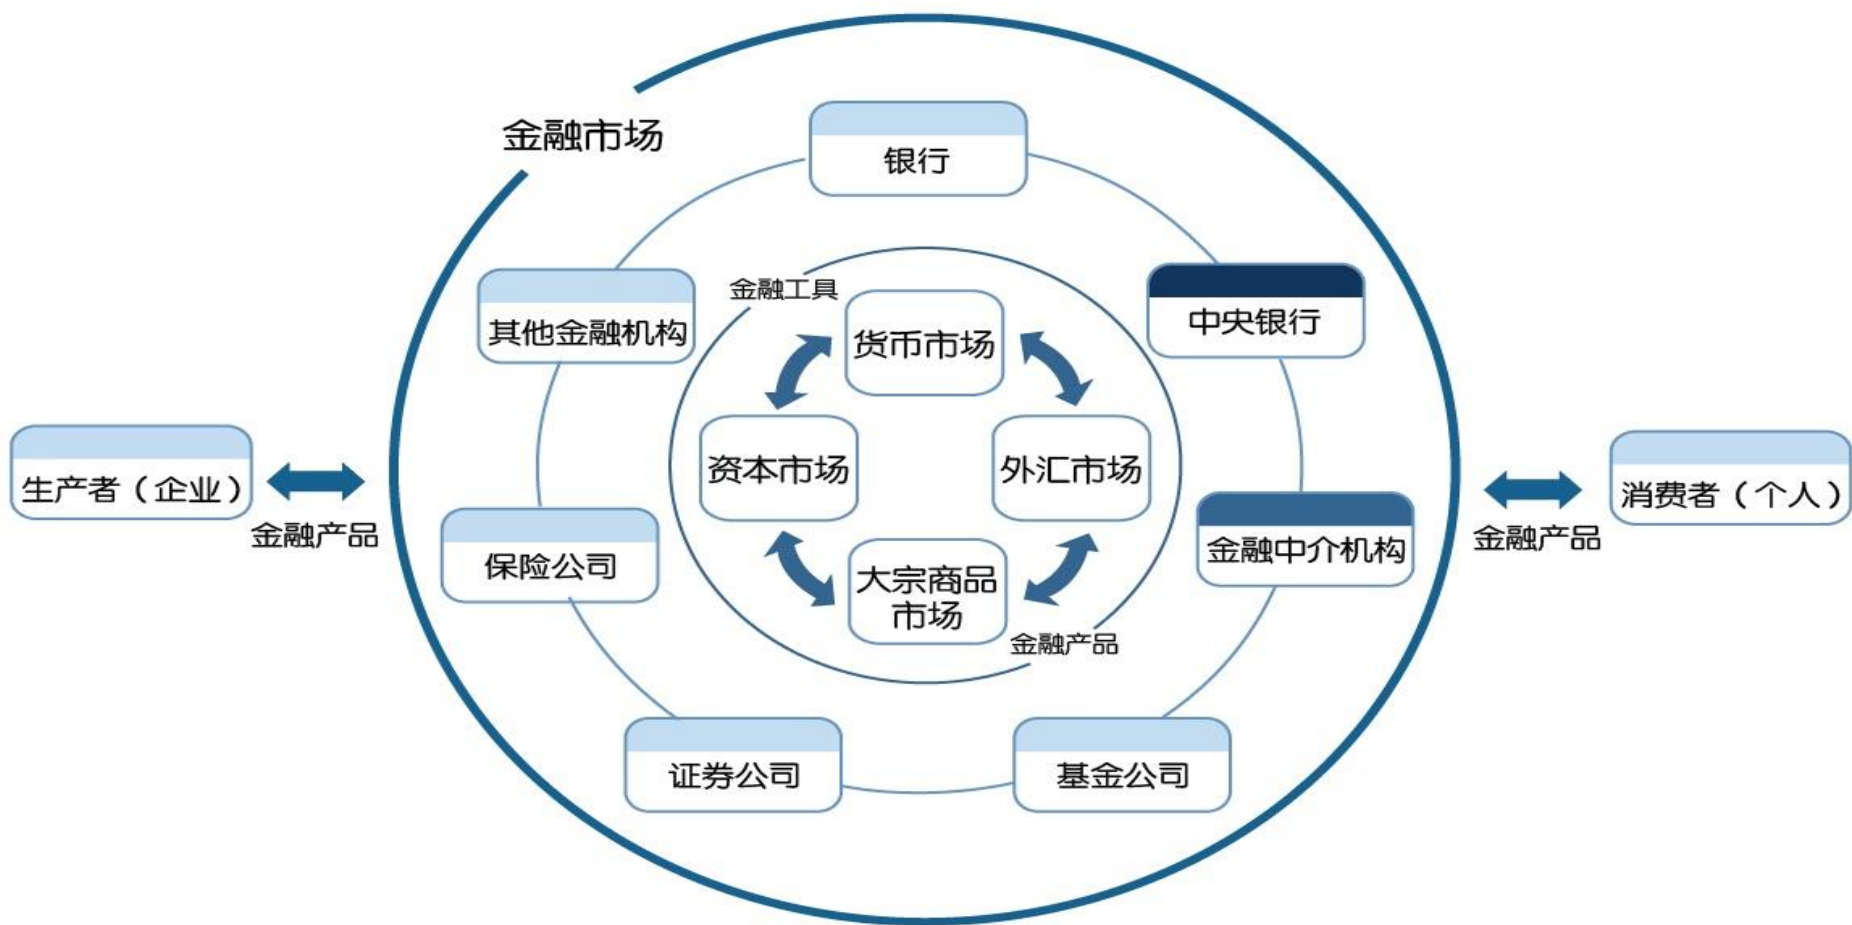 金融市场
银行
金融工具
其他金融机构
货币市场
中央银行
生产者（企业）
金融产品
资本市场
外汇市场
消费者（个人）
金融产品
保险公司
大宗商品
市场
金融中介机构
金融产品
证券公司
基金公司